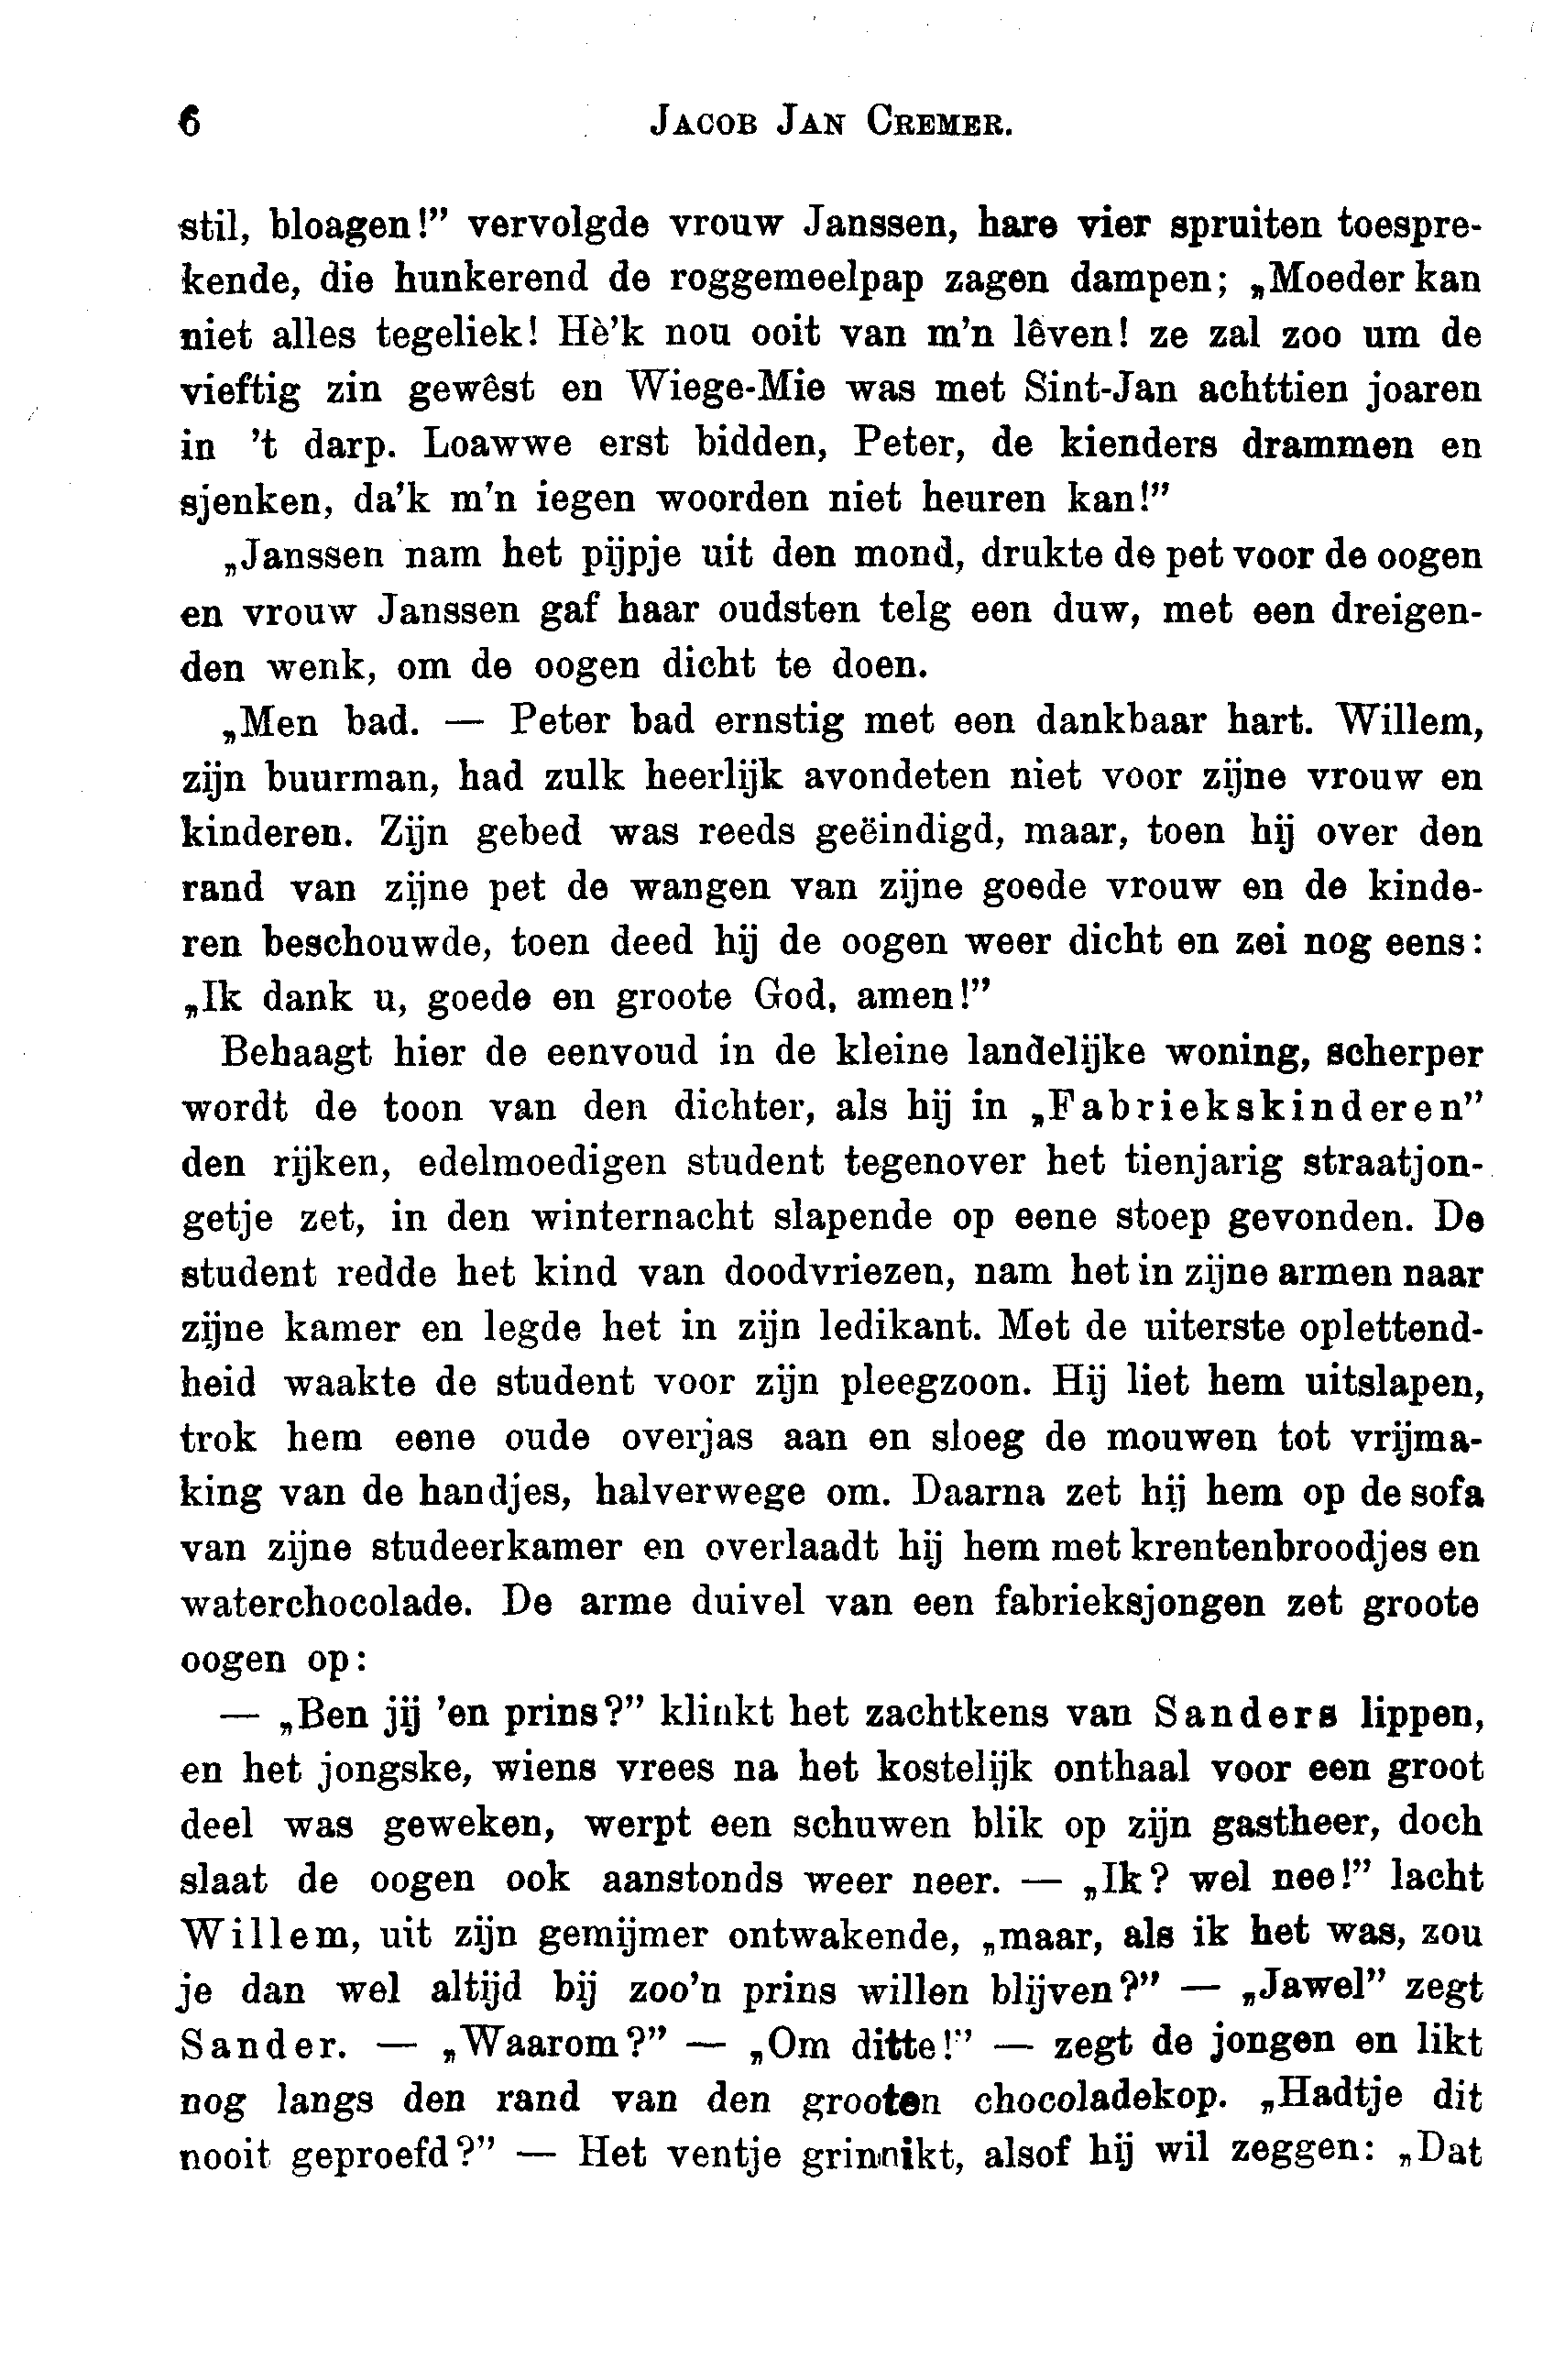 6 JACOB JAN CREMER.
stil, bloagen!” vervolgde vrouw Janssen, hare vier spruiten toespre-
kende, die hunkerend de roggemeelpap zagen dampen; „Moeder kan
niet alles tegeliek! Hè’k nou ooit van m’n lêven! ze zal zoo um de
vieftig zin gewêst en Wiege-Mie was met Sint-Jan achttien joaren
in ’t darp. Loawwe erst bidden, Peter, de kienders drammen en
sjenken, da’k m’n iegen woorden niet heuren kan!”
„Janssen nam het pijpje uit den mond, drukte de pet voor de oogen
en vrouw Janssen gaf haar oudsten telg een duw, met een dreigen-
den wenk, om de oogen dicht te doen.
„Men bad. — Peter bad ernstig met een dankbaar hart. Willem,
zijn buurman, had zulk heerlijk avondeten niet voor zijne vrouw en
kinderen. Zijn gebed was reeds geëindigd, maar, toen hij over den
rand van zijne pet de wangen van zijne goede vrouw en de kinde-
ren beschouwde, toen deed hij de oogen weer dicht en zei nog eens:
„Ik dank u, goede en groote God, amen!”
Behaagt hier de eenvoud in de kleine landelijke woning, scherper
wordt de toon van den dichter, als hij in „Fabriekskinderen”
den rijken, edelmoedigen student tegenover het tienjarig straatjon-
getje zet, in den winternacht slapende op eene stoep gevonden. De
student redde het kind van doodvriezen, nam het in zijne armen naar
zijne kamer en legde het in zijn ledikant. Met de uiterste oplettend-
heid waakte de student voor zijn pleegzoon. Hij liet hem uitslapen,
trok hem eene oude overjas aan en sloeg de mouwen tot vrijma-
king van de handjes, halverwege om. Daarna zet hij hem op de sofa
van zijne studeerkamer en overlaadt hij hem met krentenbroodjes en
waterchocolade. De arme duivel van een fabrieksjongen zet groote
oogen op:
— „Ben jij ’en prins?” klinkt het zachtkens van Sanders lippen,
en het jongske, wiens vrees na het kostelijk onthaal voor een groot
deel was geweken, werpt een schuwen blik op zijn gastheer, doch
slaat de oogen ook aanstonds weer neer. — „Ik? wel nee!” lacht
Willem, uit zijn gemijmer ontwakende, „maar, als ik het was, zou
je dan wel altijd bij zoo’n prins willen blijven?” — „Jawel” zegt
Sander. — „Waarom?” — „Om ditte!” — zegt de jongen en likt
nog langs den rand van den grooten chocoladekop. „Hadtje dit
nooit geproefd?” — Het ventje grinnikt, alsof hij wil zeggen: „Dat